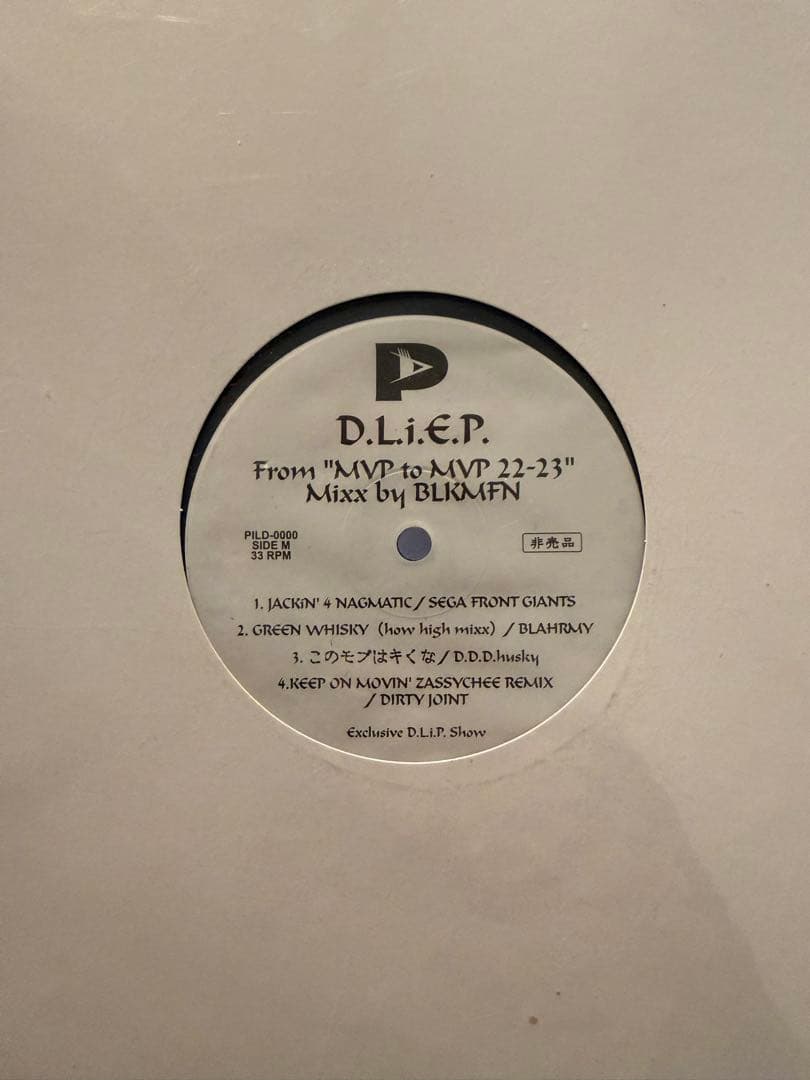 P
D.L.i.E.P.
From "MVP to MVP 22-23"
Mixx by BLKMFN
PILD-0000
SIDE M
33 RPM
非売品
1. JACKiN' 4 NAGMATIC / SEGA FRONT GIANTS
2. GREEN WHISKY (how high mixx) / BLAHRMY
3. このモブはキくな / D.D.D.husky
4.KEEP ON MOVIN' ZASSYCHEE REMIX
/ DIRTY JOINT
Exclusive D.L.i.P. Show